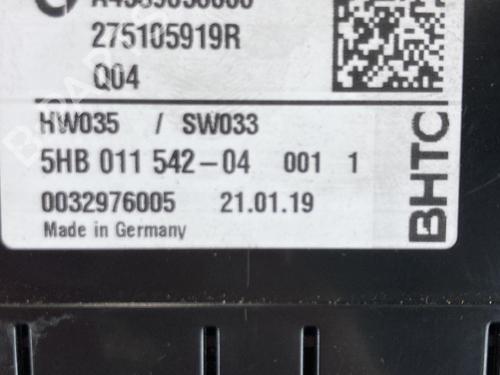 275105919R
Q04
HW035 / SW033
5HB 011 542-04 001 1
0032976005 21.01.19
Made in Germany
BHTC